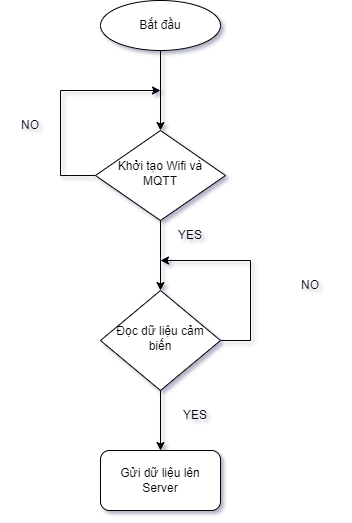 Bắt đầu
NO
Khởi tạo Wifi và
MQTT
YES
NO
Đọc dữ liệu cảm
biến
YES
Gửi dữ liệu lên
Server